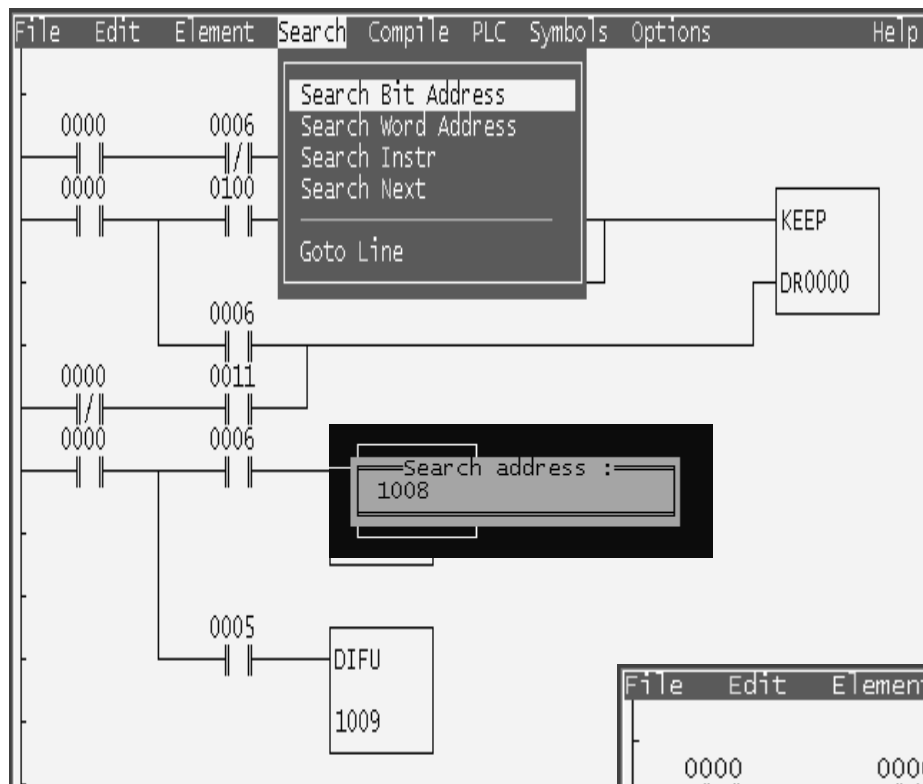 File Edit Element Search Compile PLC Symbols Options Help
Search Bit Address
Search Word Address
Search Instr
Search Next
Goto Line
0000 0006
0000 0100
KEEP
DR0000
0006
0000 0011
0000 0006
Search address :
1008
0005
DIFU
1009
File Edit Elemen
0000 000